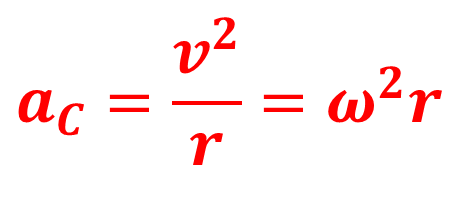 a_C = v²/r = ω²r